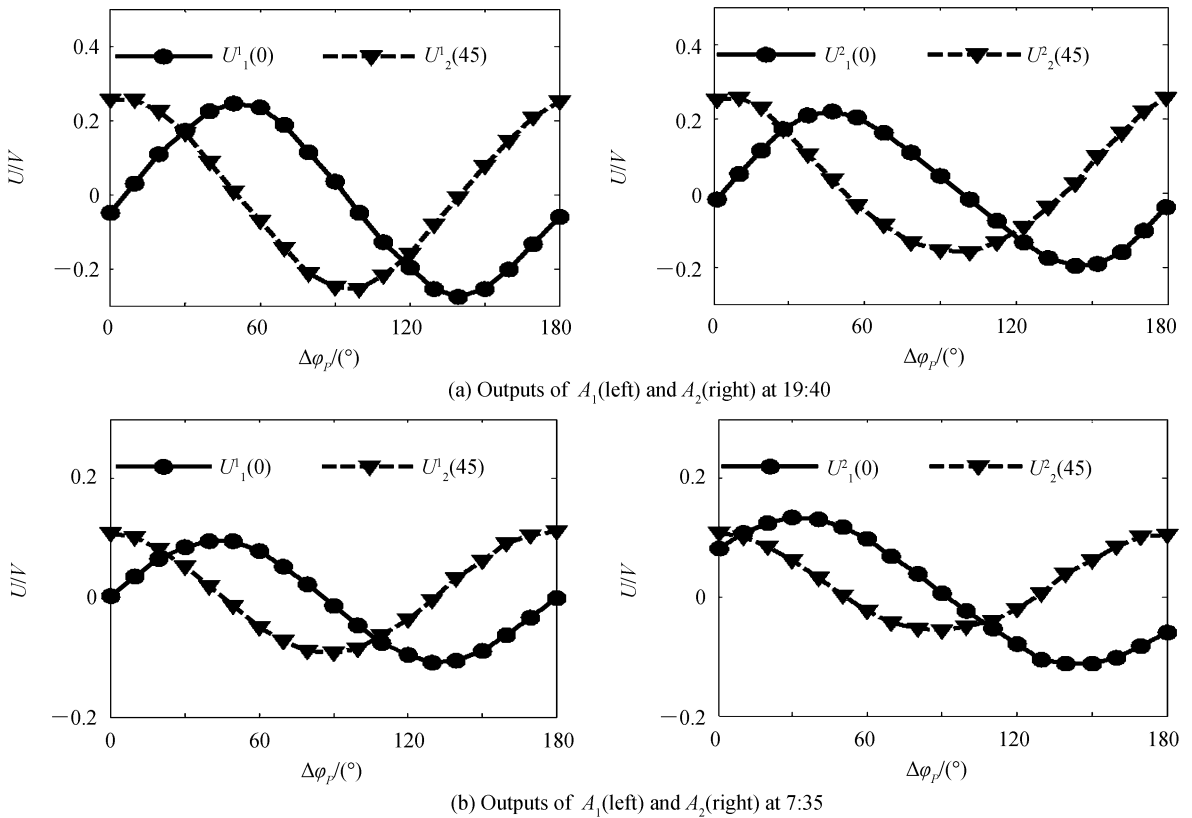 0.4
0.2
0
−0.2
U/V
U¹₁(0)
U¹₂(45)
0
60
120
180
Δφ_P/(°)
0.4
0.2
0
−0.2
U/V
U²₁(0)
U²₂(45)
0
60
120
180
Δφ_P/(°)
(a) Outputs of A₁(left) and A₂(right) at 19:40
0.2
0
−0.2
U/V
U¹₁(0)
U¹₂(45)
0
60
120
180
Δφ_P/(°)
0.2
0
−0.2
U/V
U²₁(0)
U²₂(45)
0
60
120
180
Δφ_P/(°)
(b) Outputs of A₁(left) and A₂(right) at 7:35